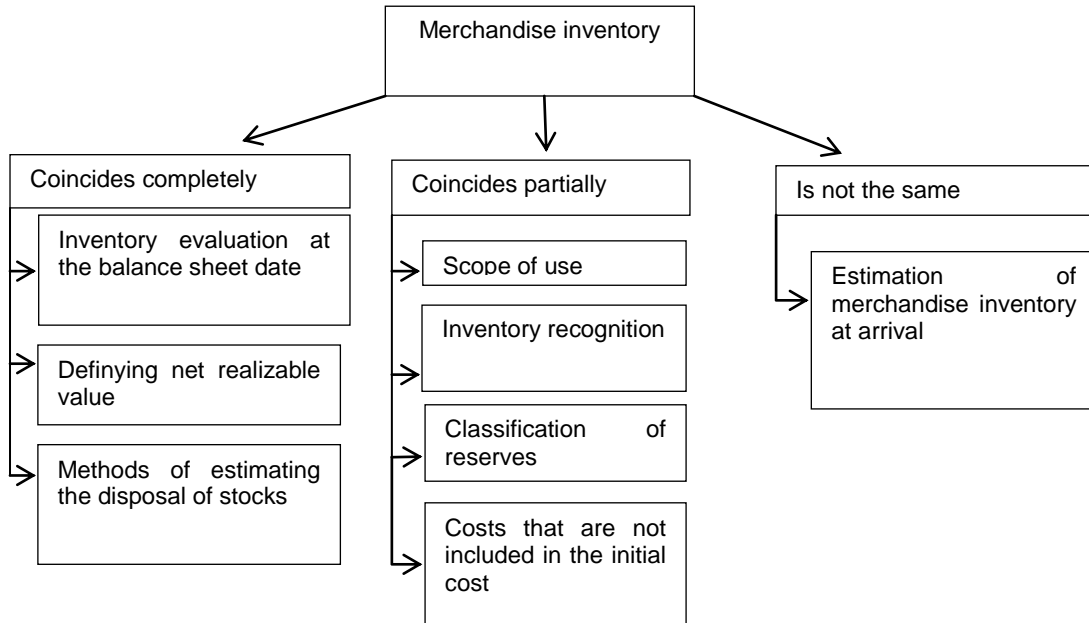 Merchandise inventory
Coincides completely
Inventory evaluation at
the balance sheet date
Definying net realizable
value
Methods of estimating
the disposal of stocks
Coincides partially
Scope of use
Inventory recognition
Classification of
reserves
Costs that are not
included in the initial
cost
Is not the same
Estimation of
merchandise inventory
at arrival